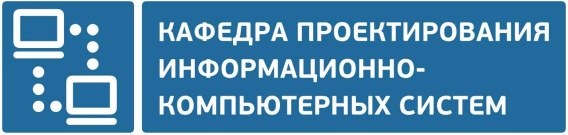 КАФЕДРА ПРОЕКТИРОВАНИЯ
ИНФОРМАЦИОННО-
КОМПЬЮТЕРНЫХ СИСТЕМ